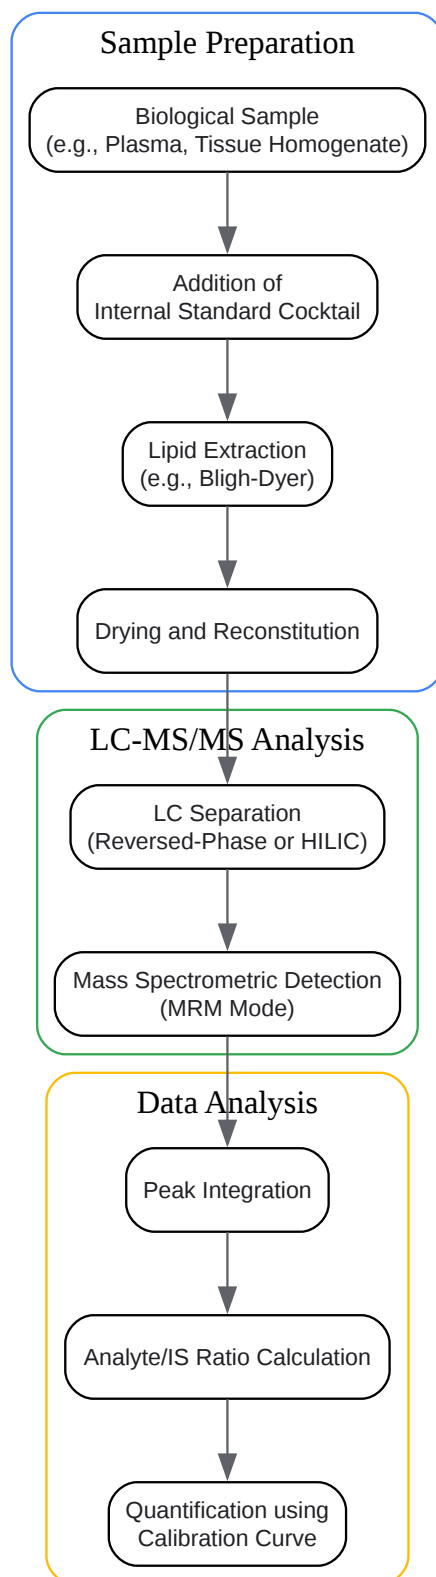 Sample Preparation
Biological Sample
(e.g., Plasma, Tissue Homogenate)
Addition of
Internal Standard Cocktail
Lipid Extraction
(e.g., Bligh-Dyer)
Drying and Reconstitution
LC-MS/MS Analysis
LC Separation
(Reversed-Phase or HILIC)
Mass Spectrometric Detection
(MRM Mode)
Data Analysis
Peak Integration
Analyte/IS Ratio Calculation
Quantification using
Calibration Curve